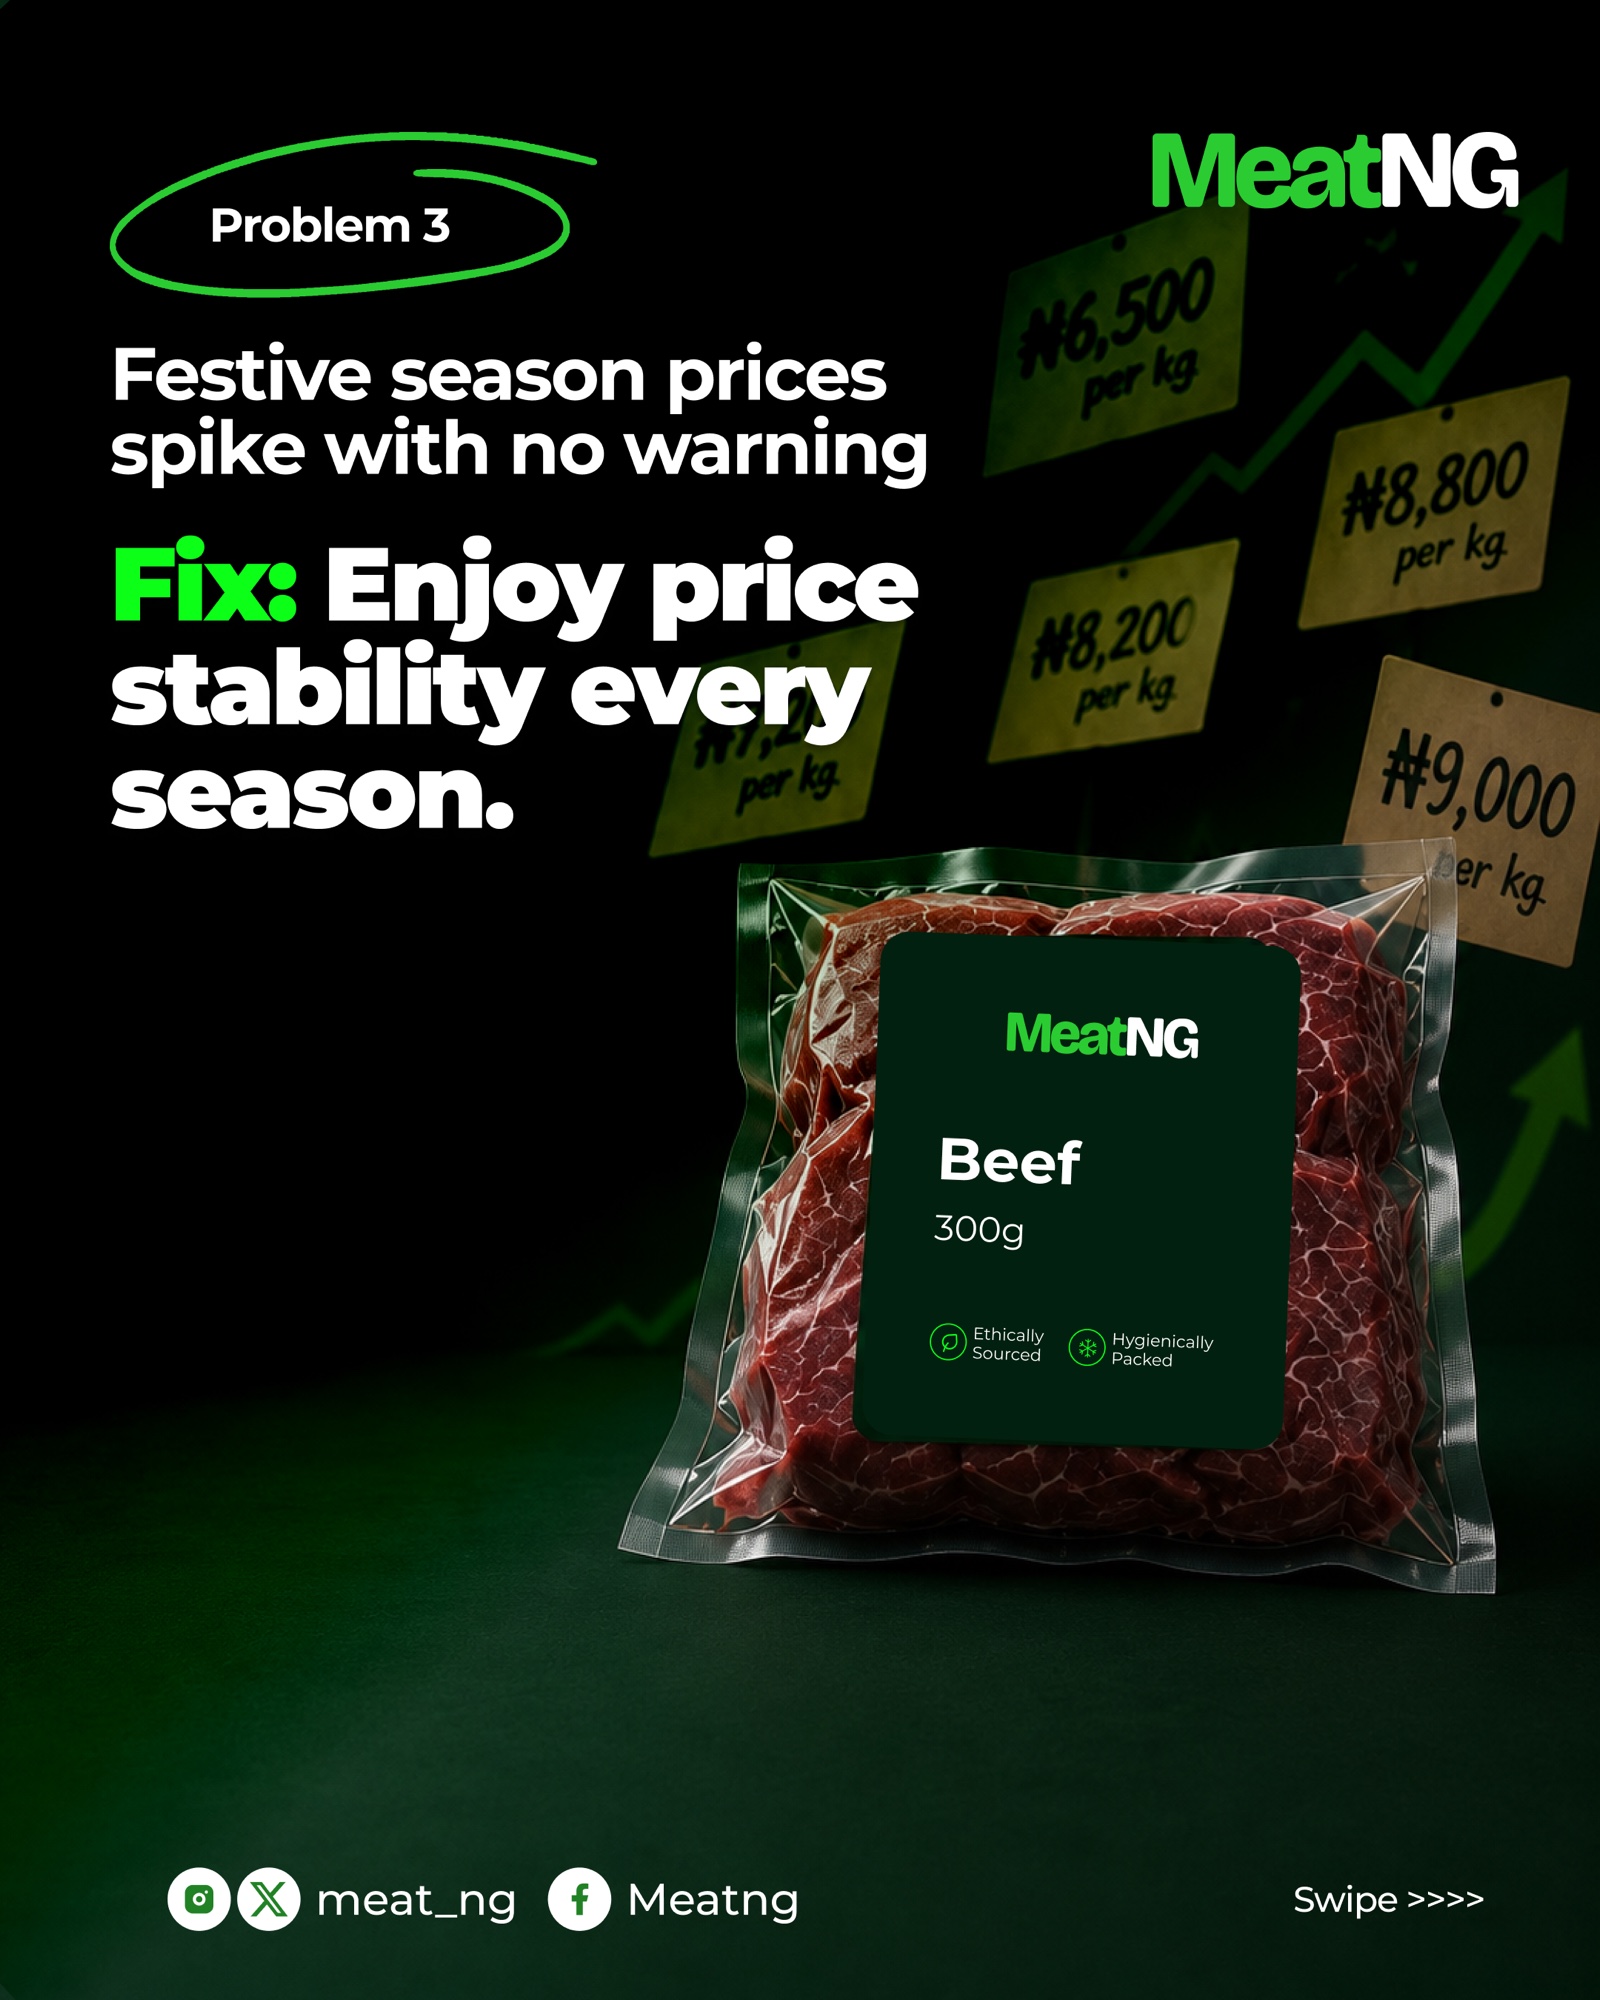 Problem 3
MeatNG
Festive season prices
spike with no warning
Fix: Enjoy price
stability every
season.
₦6,500
per kg
₦8,800
per kg
₦8,200
per kg
per kg
₦9,000
per kg
MeatNG
Beef
300g
Ethically
Sourced
Hygienically
Packed
meat_ng
Meatng
Swipe >>>>